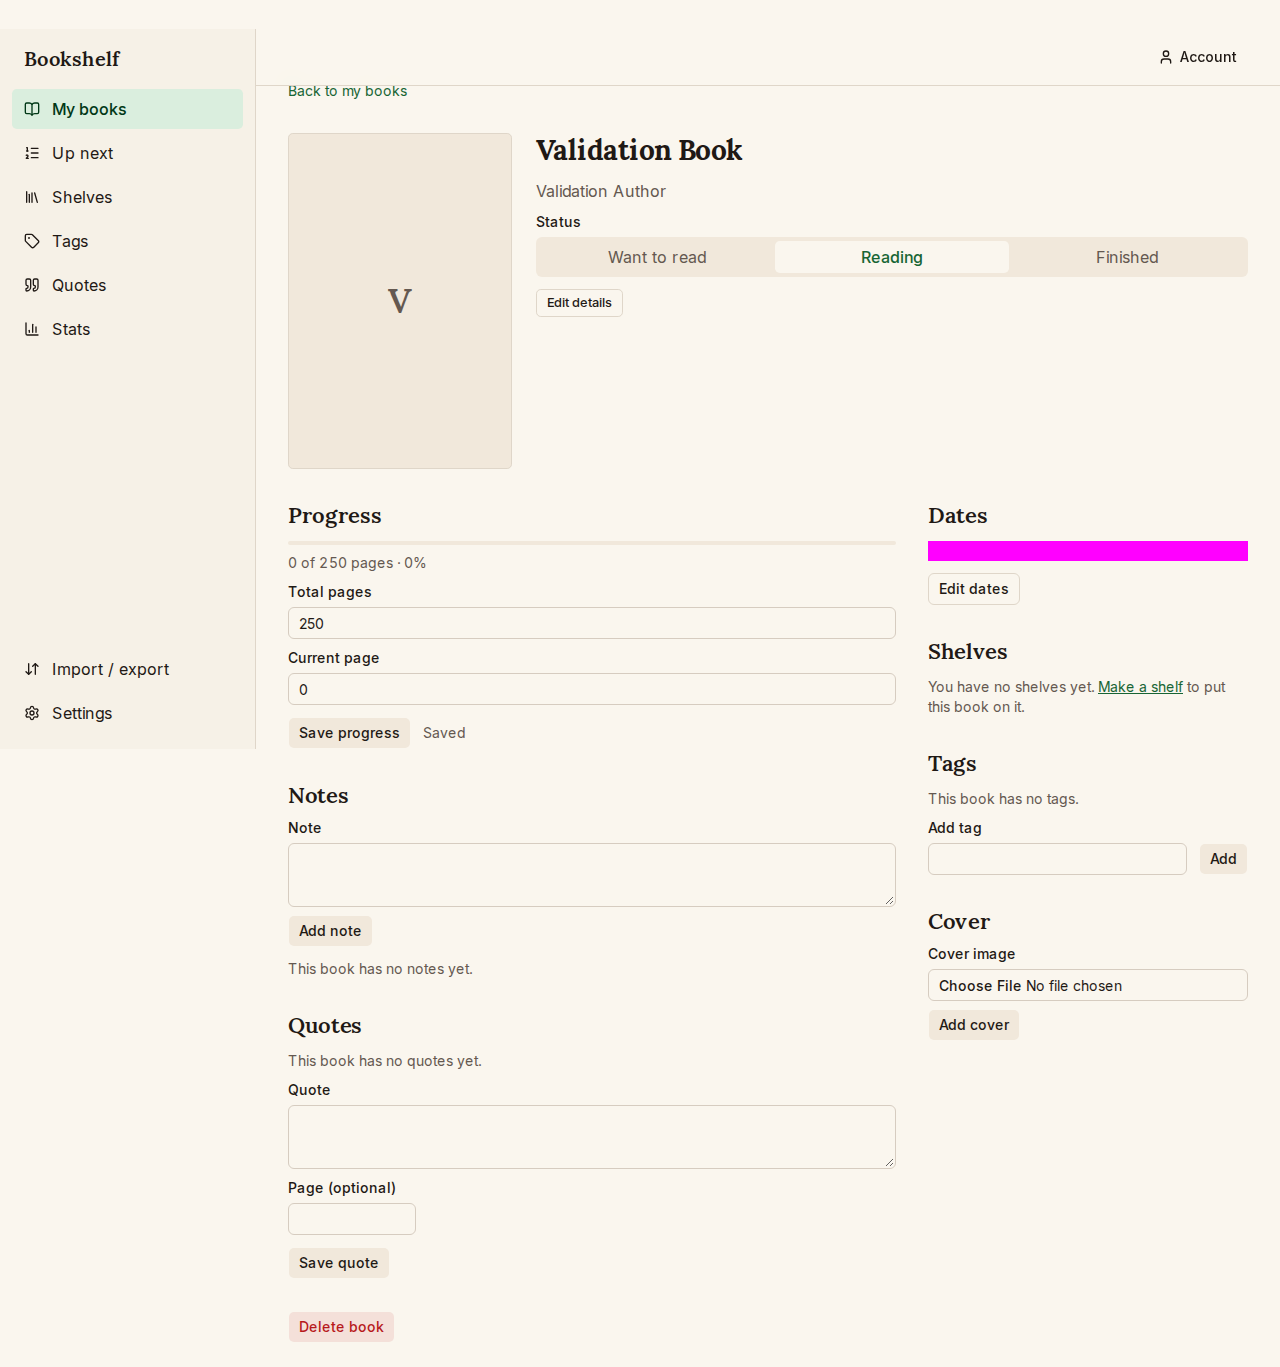 Bookshelf
My books
Up next
Shelves
Tags
Quotes
Stats
Import / export
Settings
Account
Back to my books
V
Validation Book
Validation Author
Status
Want to read
Reading
Finished
Edit details
Progress
0 of 250 pages · 0%
Total pages
250
Current page
0
Save progress
Saved
Notes
Note
Add note
This book has no notes yet.
Quotes
This book has no quotes yet.
Quote
Page (optional)
Save quote
Delete book
Dates
Edit dates
Shelves
You have no shelves yet. Make a shelf to put
this book on it.
Tags
This book has no tags.
Add tag
Add
Cover
Cover image
Choose File No file chosen
Add cover